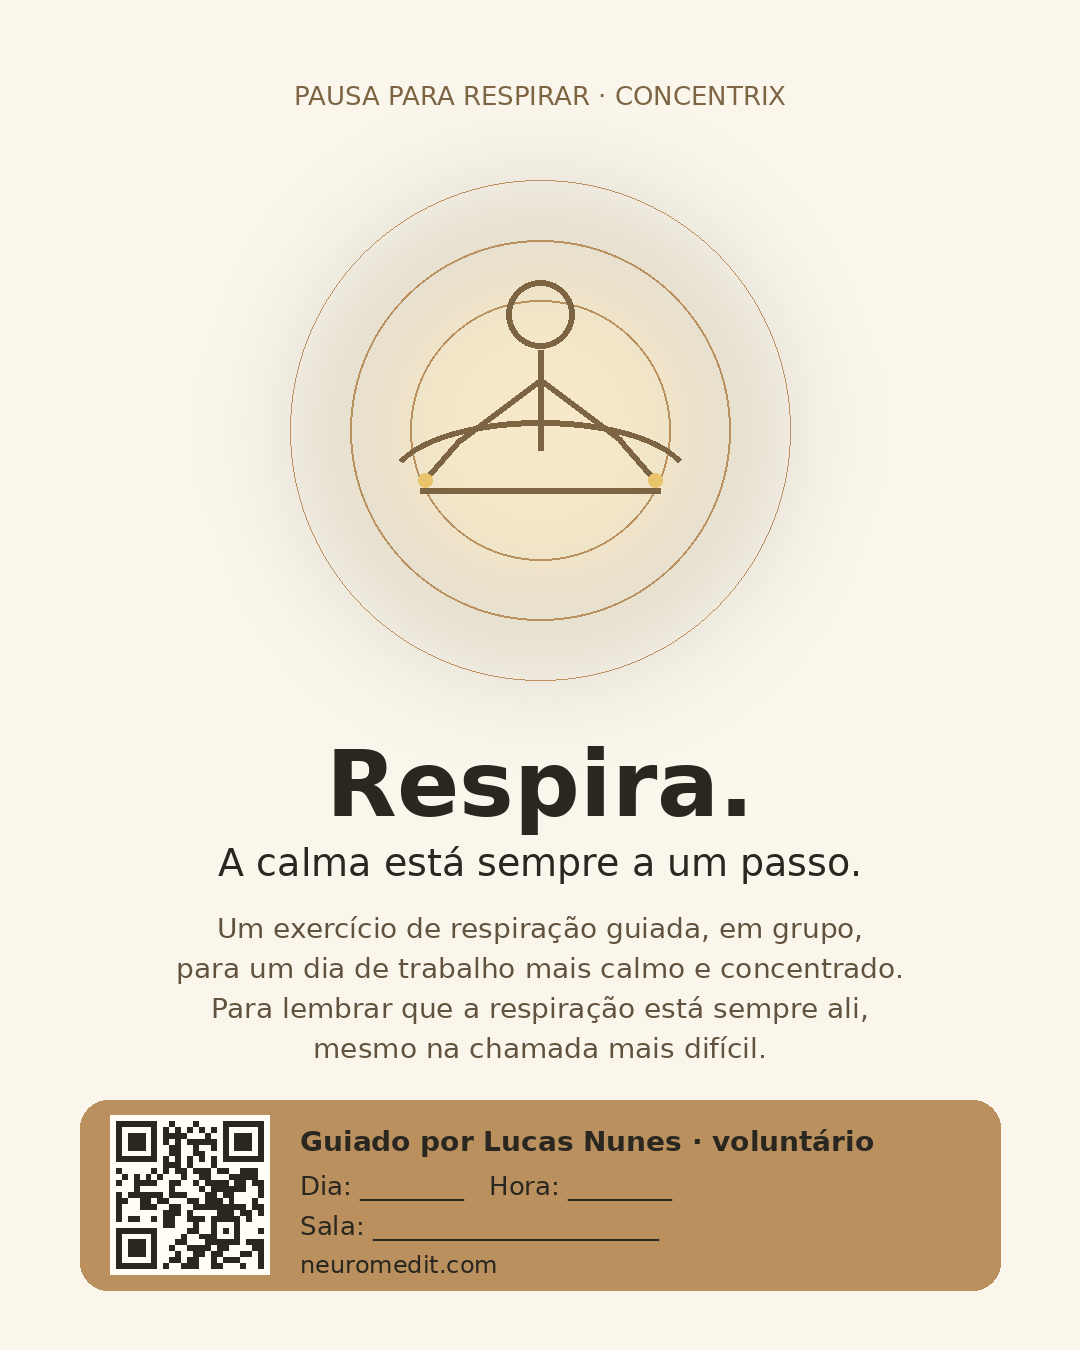 PAUSA PARA RESPIRAR · CONCENTRIX
Respira.
A calma está sempre a um passo.
Um exercício de respiração guiada, em grupo,
para um dia de trabalho mais calmo e concentrado.
Para lembrar que a respiração está sempre ali,
mesmo na chamada mais difícil.
Guiado por Lucas Nunes · voluntário
Dia: ________ Hora: ________
Sala: ______________________
neuromedit.com